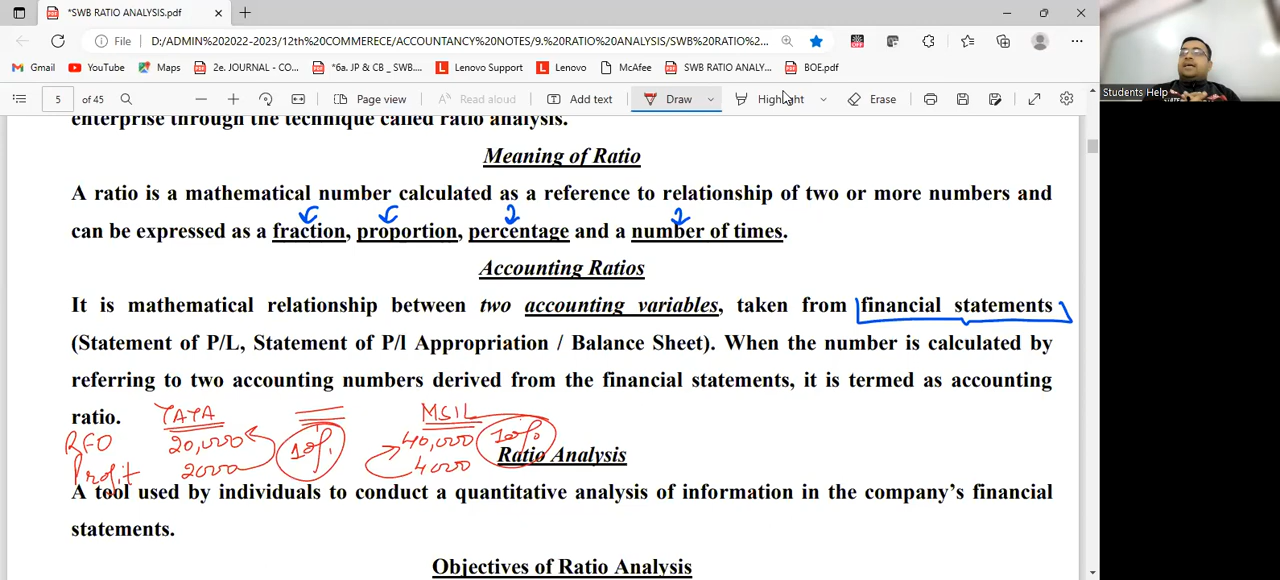 *SWB RATIO ANALYSIS.pdf
File D:/ADMIN%202022-2023/12th%20COMMERECE/ACCOUNTANCY%20NOTES/9.%20RATIO%20ANALYSIS/SWB%20RATIO%...
Gmail YouTube Maps 2e. JOURNAL - CO... *6a. JP & CB _SWB.... Lenovo Support Lenovo McAfee SWB RATIO ANALY... BOE.pdf
5 of 45 Page view Read aloud Add text Draw Highlight Erase
Students Help
enterprise through the technique called ratio analysis.
Meaning of Ratio
A ratio is a mathematical number calculated as a reference to relationship of two or more numbers and
can be expressed as a fraction, proportion, percentage and a number of times.
Accounting Ratios
It is mathematical relationship between two accounting variables, taken from financial statements
(Statement of P/L, Statement of P/l Appropriation / Balance Sheet). When the number is calculated by
referring to two accounting numbers derived from the financial statements, it is termed as accounting
ratio. TATA MSIL
RFO 20,000 10%. 40,000 10%.
Profit 2000 4000
Ratio Analysis
A tool used by individuals to conduct a quantitative analysis of information in the company's financial
statements.
Objectives of Ratio Analysis